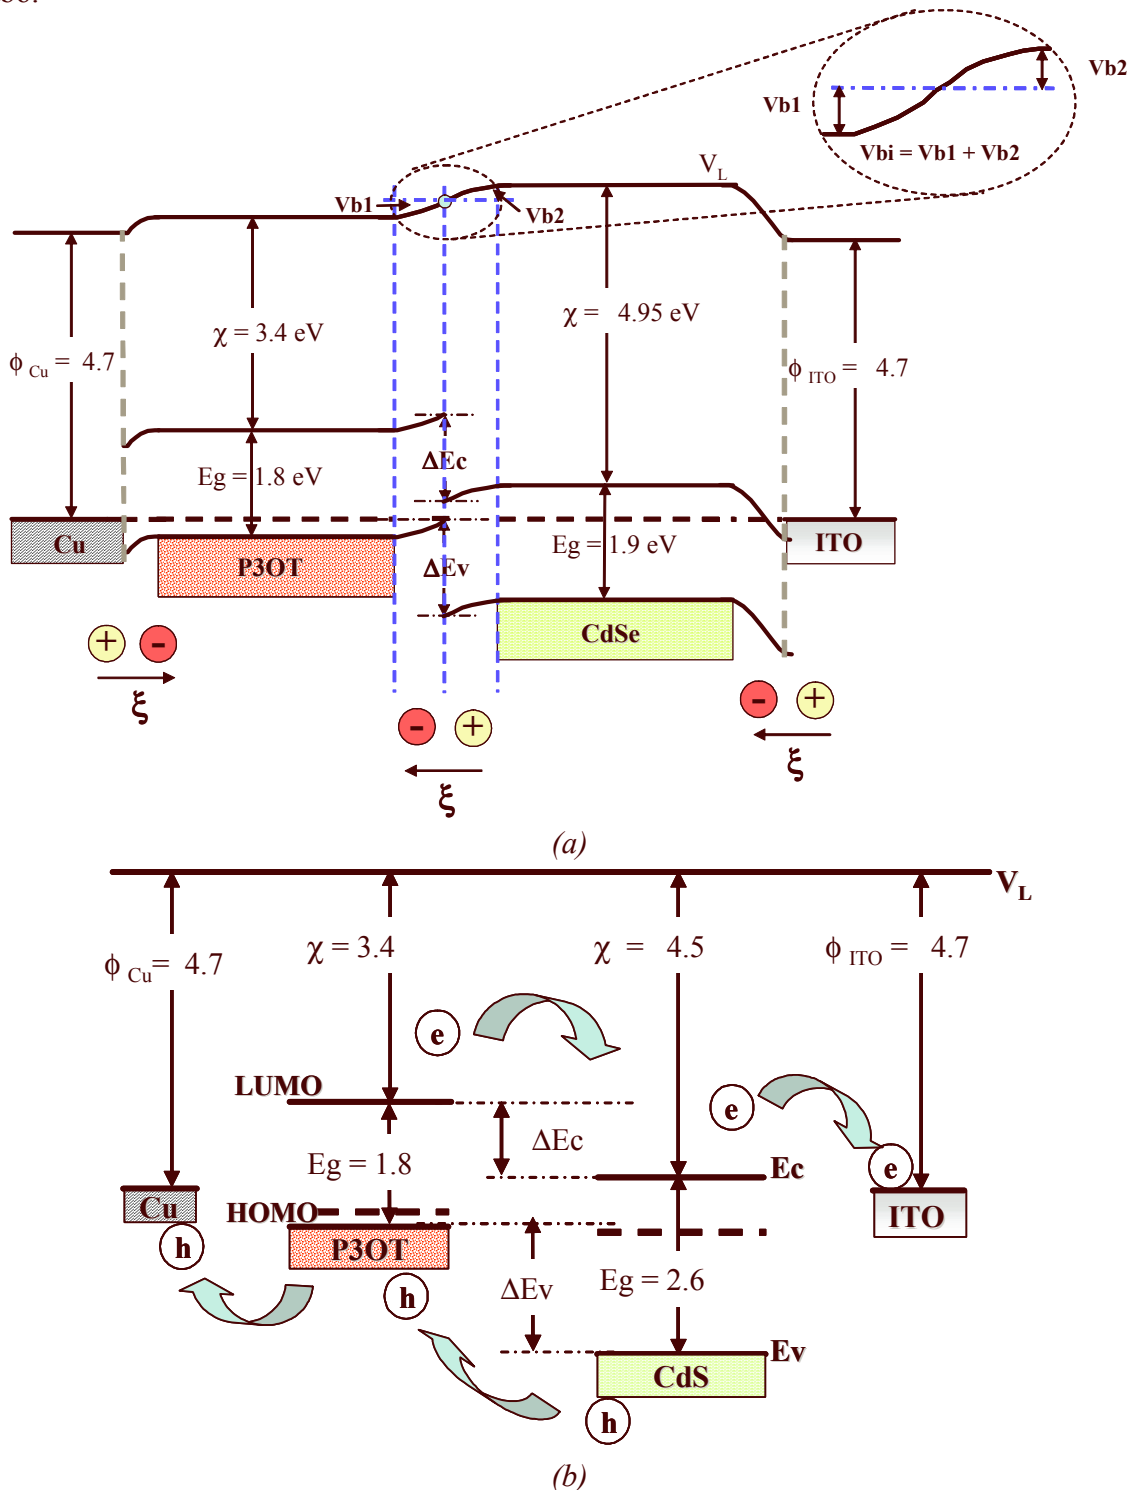 Vb1
Vb2
Vbi = Vb1 + Vb2
V_L
Vb1
Vb2
χ = 3.4 eV
χ = 4.95 eV
ϕ Cu = 4.7
ϕ ITO = 4.7
ΔEc
Eg = 1.8 eV
Cu
Eg = 1.9 eV
ITO
P3OT
ΔEv
CdSe
+ -
- +
ξ
- +
ξ
ξ
(a)
V_L
χ = 3.4
χ = 4.5
ϕ Cu = 4.7
ϕ ITO = 4.7
e
LUMO
e
ΔEc
Eg = 1.8
Ec
e
Cu
HOMO
ITO
h
P3OT
ΔEv
Eg = 2.6
h
Ev
CdS
h
(b)